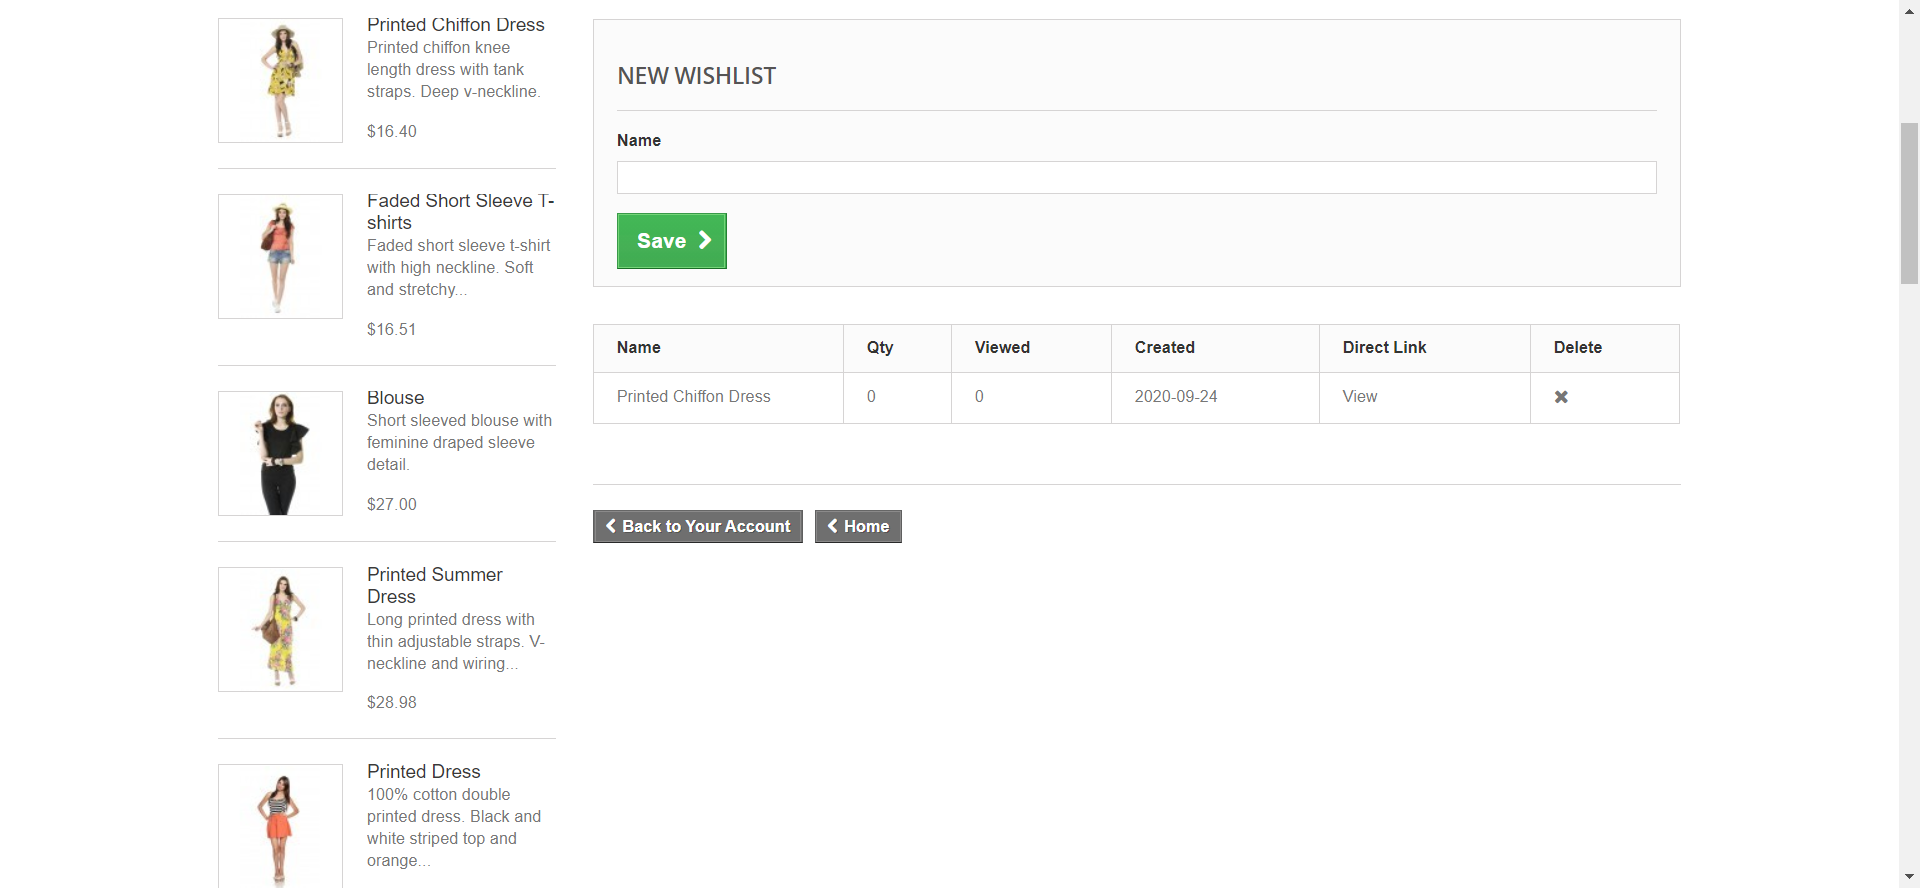 Printed Chiffon Dress
Printed chiffon knee
length dress with tank
straps. Deep v-neckline.
$16.40
Faded Short Sleeve T-
shirts
Faded short sleeve t-shirt
with high neckline. Soft
and stretchy...
$16.51
Blouse
Short sleeved blouse with
feminine draped sleeve
detail.
$27.00
Printed Summer
Dress
Long printed dress with
thin adjustable straps. V-
neckline and wiring...
$28.98
Printed Dress
100% cotton double
printed dress. Black and
white striped top and
orange...
NEW WISHLIST
Name
Save
Name Qty Viewed Created Direct Link Delete
Printed Chiffon Dress 0 0 2020-09-24 View
Back to Your Account Home